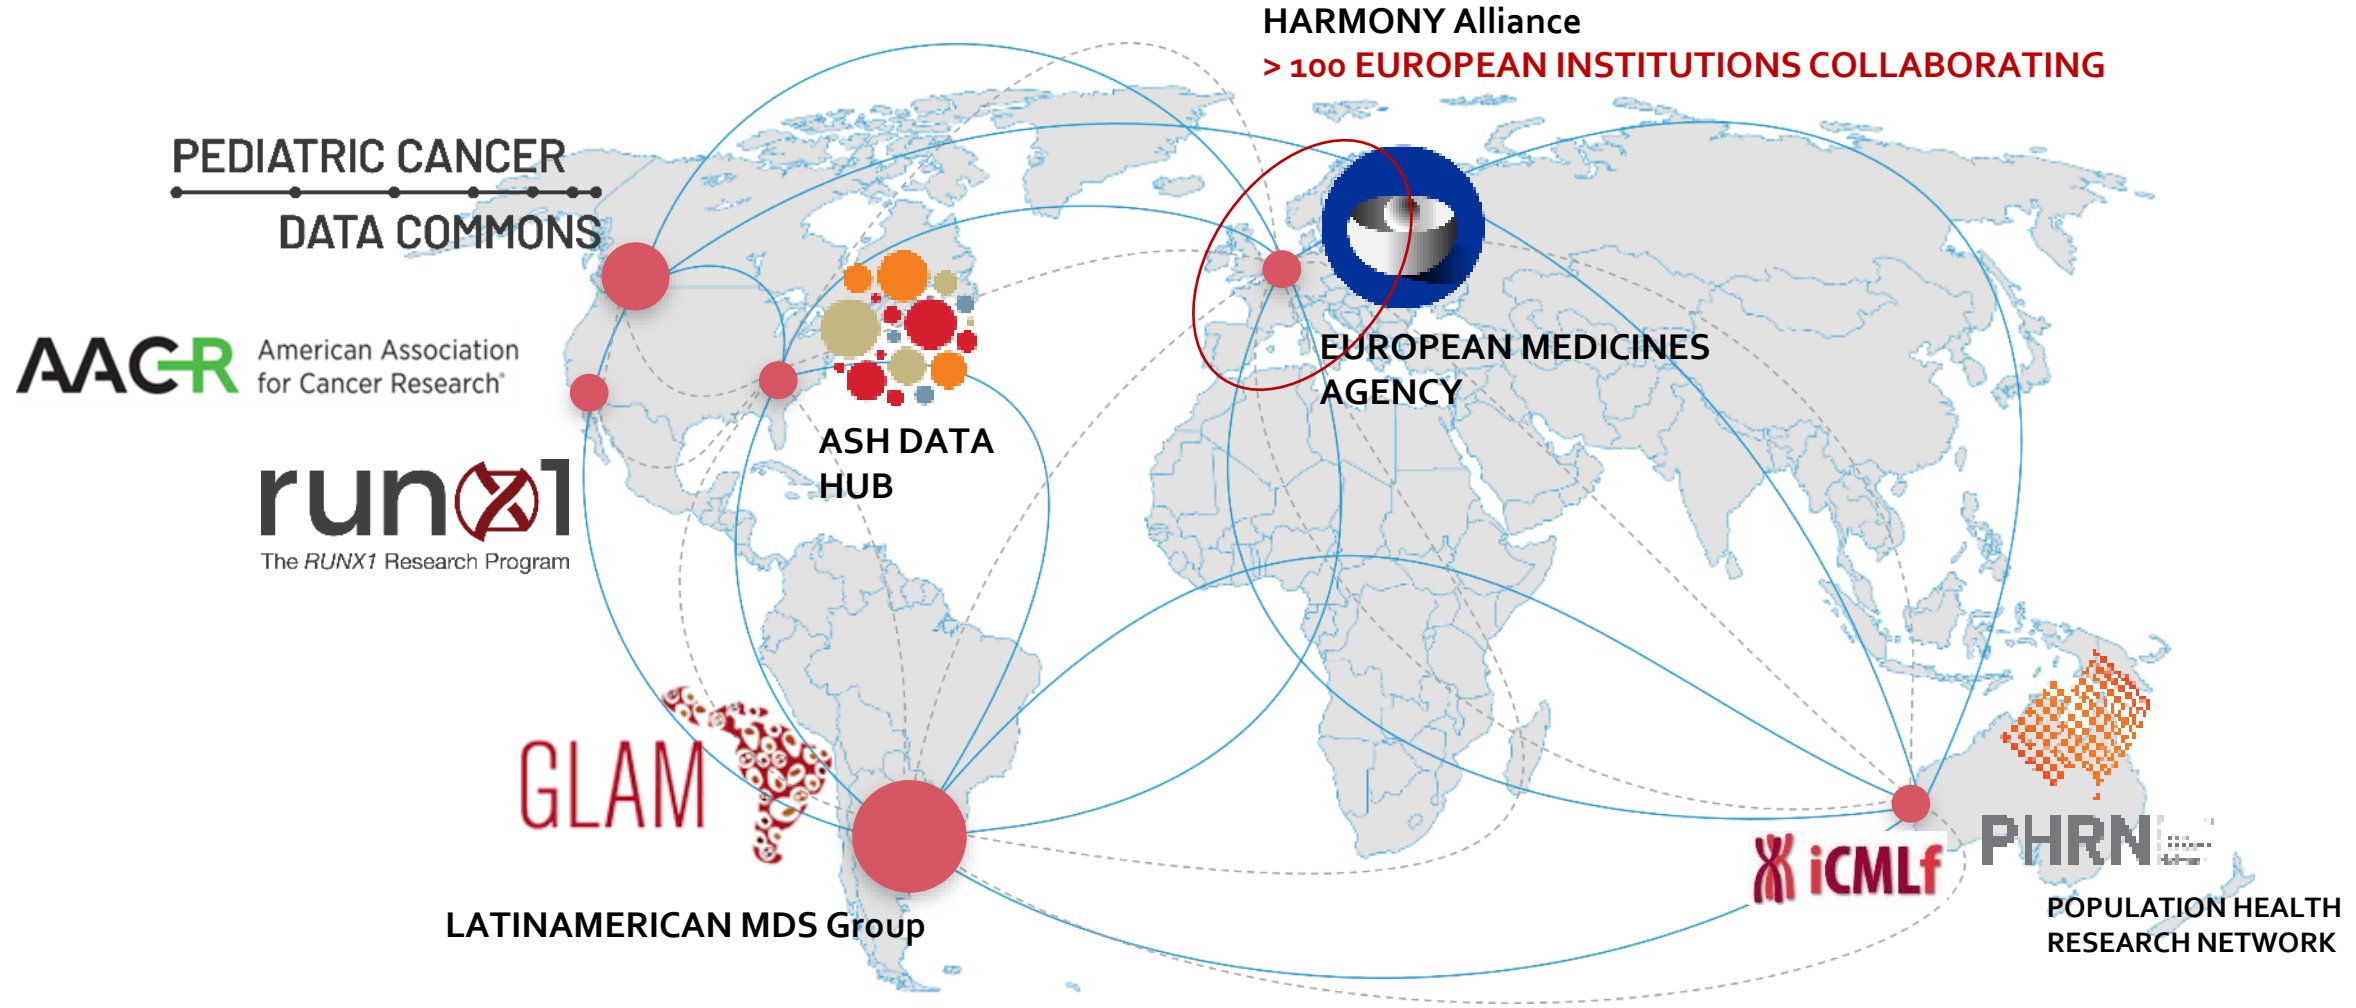 HARMONY Alliance
> 100 EUROPEAN INSTITUTIONS COLLABORATING
PEDIATRIC CANCER
DATA COMMONS
AACR American Association
for Cancer Research®
runx1
The RUNX1 Research Program
ASH DATA
HUB
EUROPEAN MEDICINES
AGENCY
GLAM
LATINAMERICAN MDS Group
iCMLf
PHRN
POPULATION HEALTH
RESEARCH NETWORK